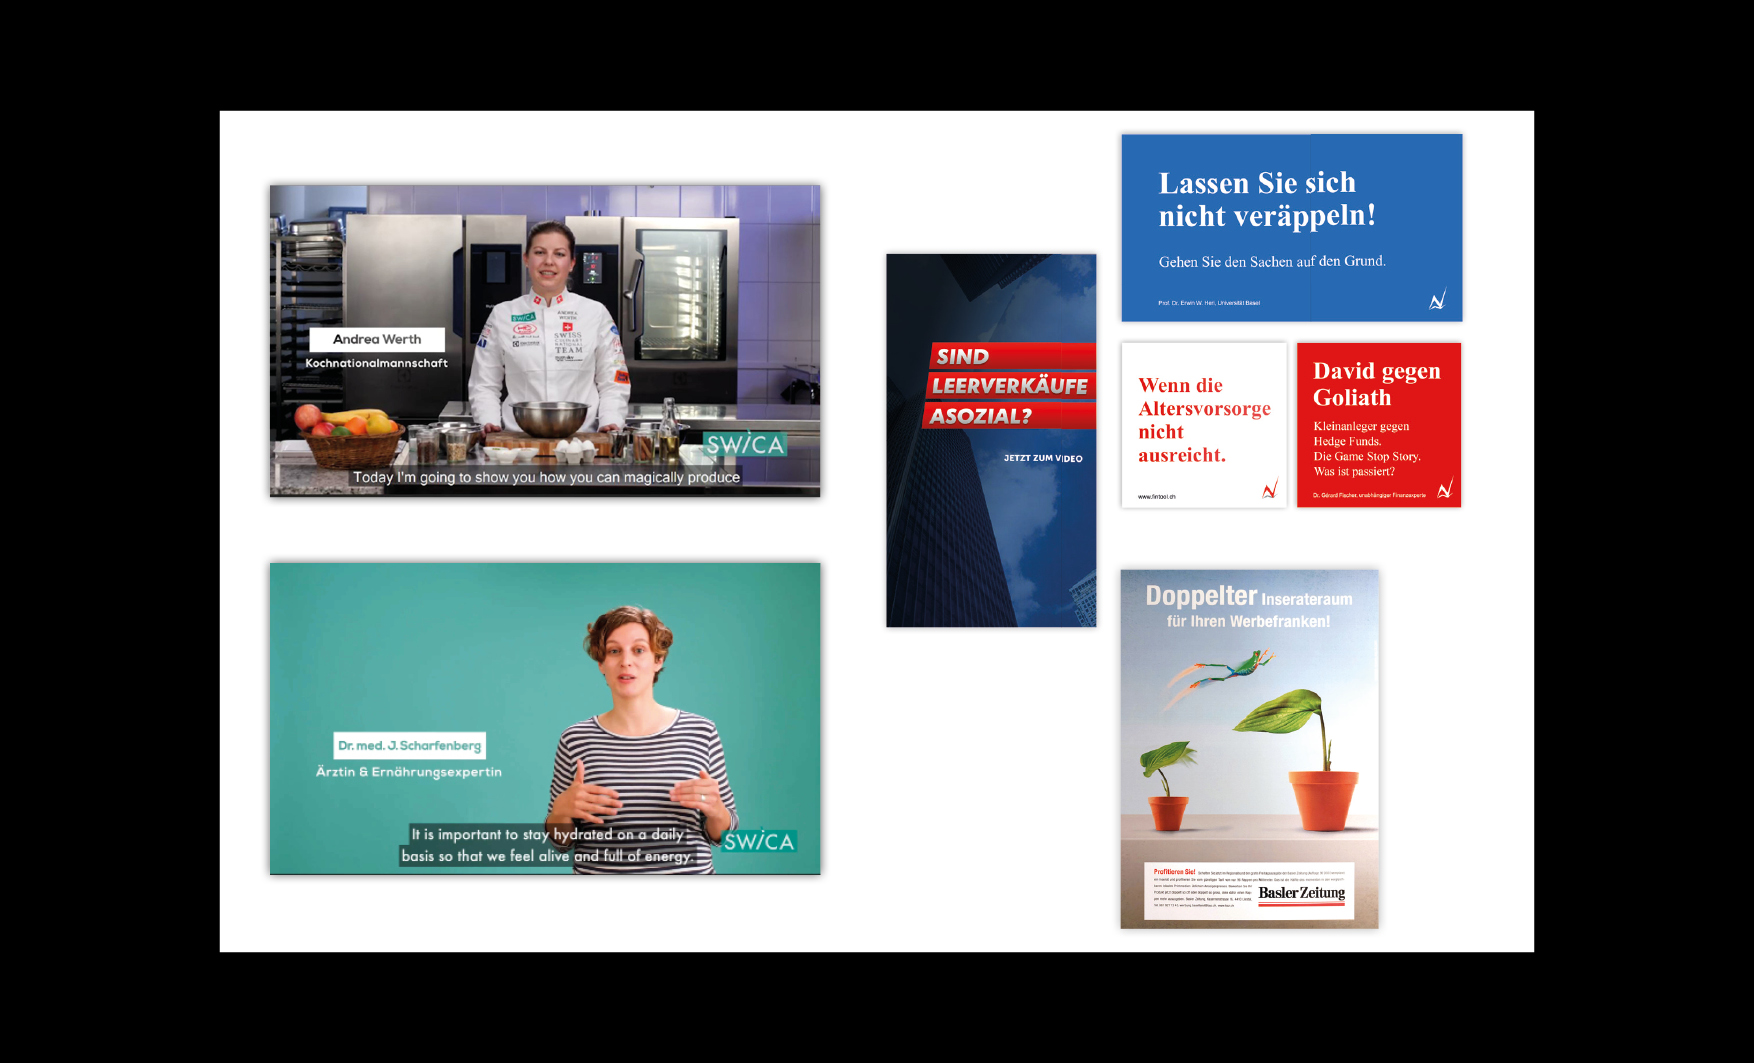 Andrea Werth
Kochnationalmannschaft
SWICA
ANDREA
WERTH
SWISS
CULINARY
NATIONAL
TEAM
SWICA
Today I'm going to show you how you can magically produce
Dr. med. J. Scharfenberg
Ärztin & Ernährungsexpertin
It is important to stay hydrated on a daily
basis so that we feel alive and full of energy.
SWICA
SIND
LEERVERKÄUFE
ASOZIAL?
JETZT ZUM VIDEO
Lassen Sie sich
nicht veräppeln!
Gehen Sie den Sachen auf den Grund.
Prof. Dr. Erwin W. Heri, Universität Basel
Wenn die
Altersvorsorge
nicht
ausreicht.
www.fintool.ch
David gegen
Goliath
Kleinanleger gegen
Hedge Funds.
Die Game Stop Story.
Was ist passiert?
Dr. Gérard Fischer, unabhängiger Finanzexperte
Doppelter Inserateraum
für Ihren Werbefranken!
Profitieren Sie!
Basler Zeitung